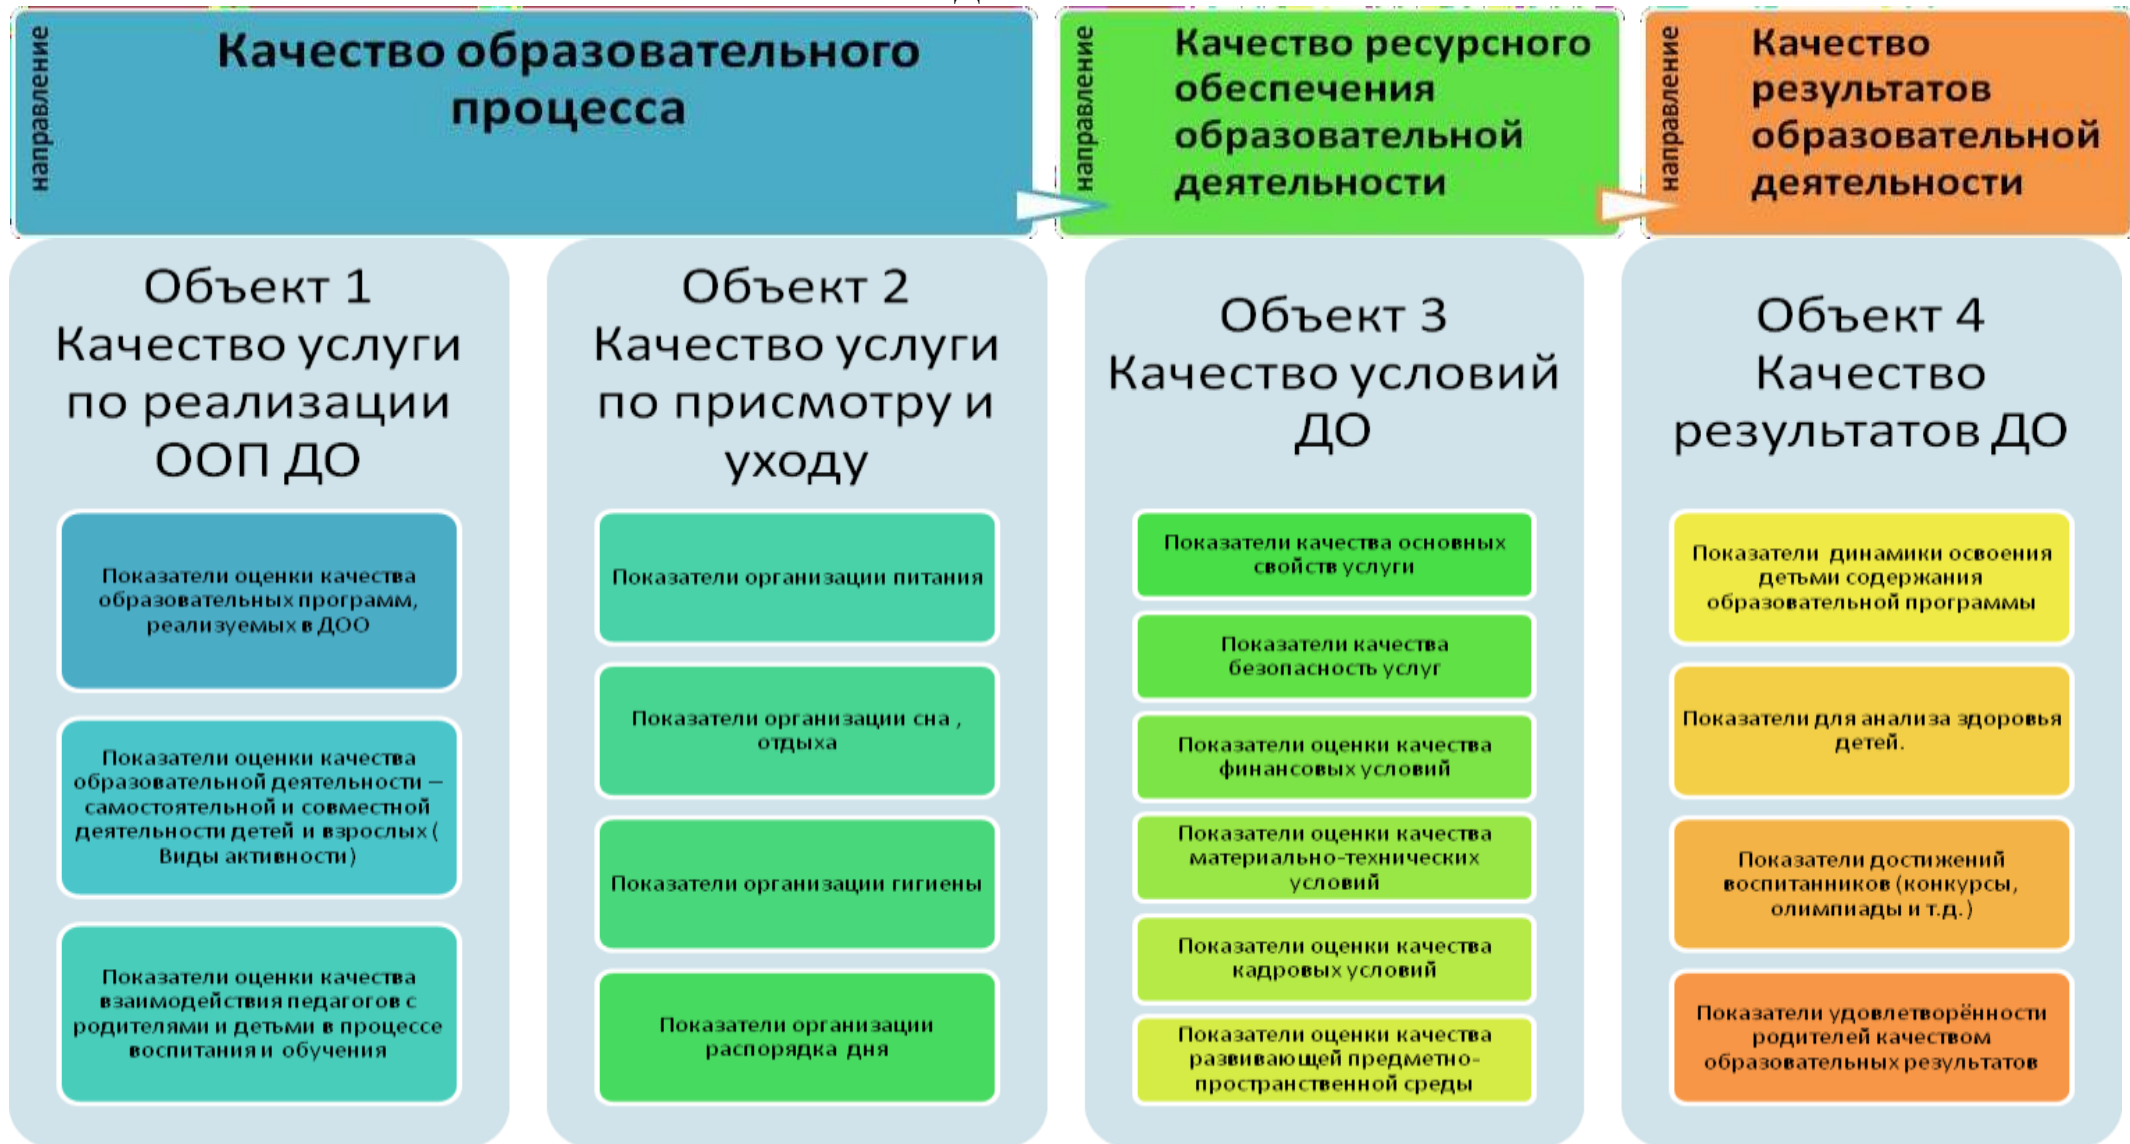 направление
Качество образовательного
процесса
направление
Качество ресурсного
обеспечения
образовательной
деятельности
направление
Качество
результатов
образовательной
деятельности
Объект 1
Качество услуги
по реализации
ООП ДО
Показатели оценки качества
образовательных программ,
реализуемых в ДОО
Показатели оценки качества
образовательной деятельности –
самостоятельной и совместной
деятельности детей и взрослых (
Виды активности)
Показатели оценки качества
взаимодействия педагогов с
родителями и детьми в процессе
воспитания и обучения
Объект 2
Качество услуги
по присмотру и
уходу
Показатели организации питания
Показатели организации сна ,
отдыха
Показатели организации гигиены
Показатели организации
распорядка дня
Объект 3
Качество условий
ДО
Показатели качества основных
свойств услуги
Показатели качества
безопасность услуг
Показатели оценки качества
финансовых условий
Показатели оценки качества
материально-технических
условий
Показатели оценки качества
кадровых условий
Показатели оценки качества
развивающей предметно-
пространственной среды
Объект 4
Качество
результатов ДО
Показатели динамики освоения
детьми содержания
образовательной программы
Показатели для анализа здоровья
детей.
Показатели достижений
воспитанников (конкурсы,
олимпиады и т.д.)
Показатели удовлетворённости
родителей качеством
образовательных результатов